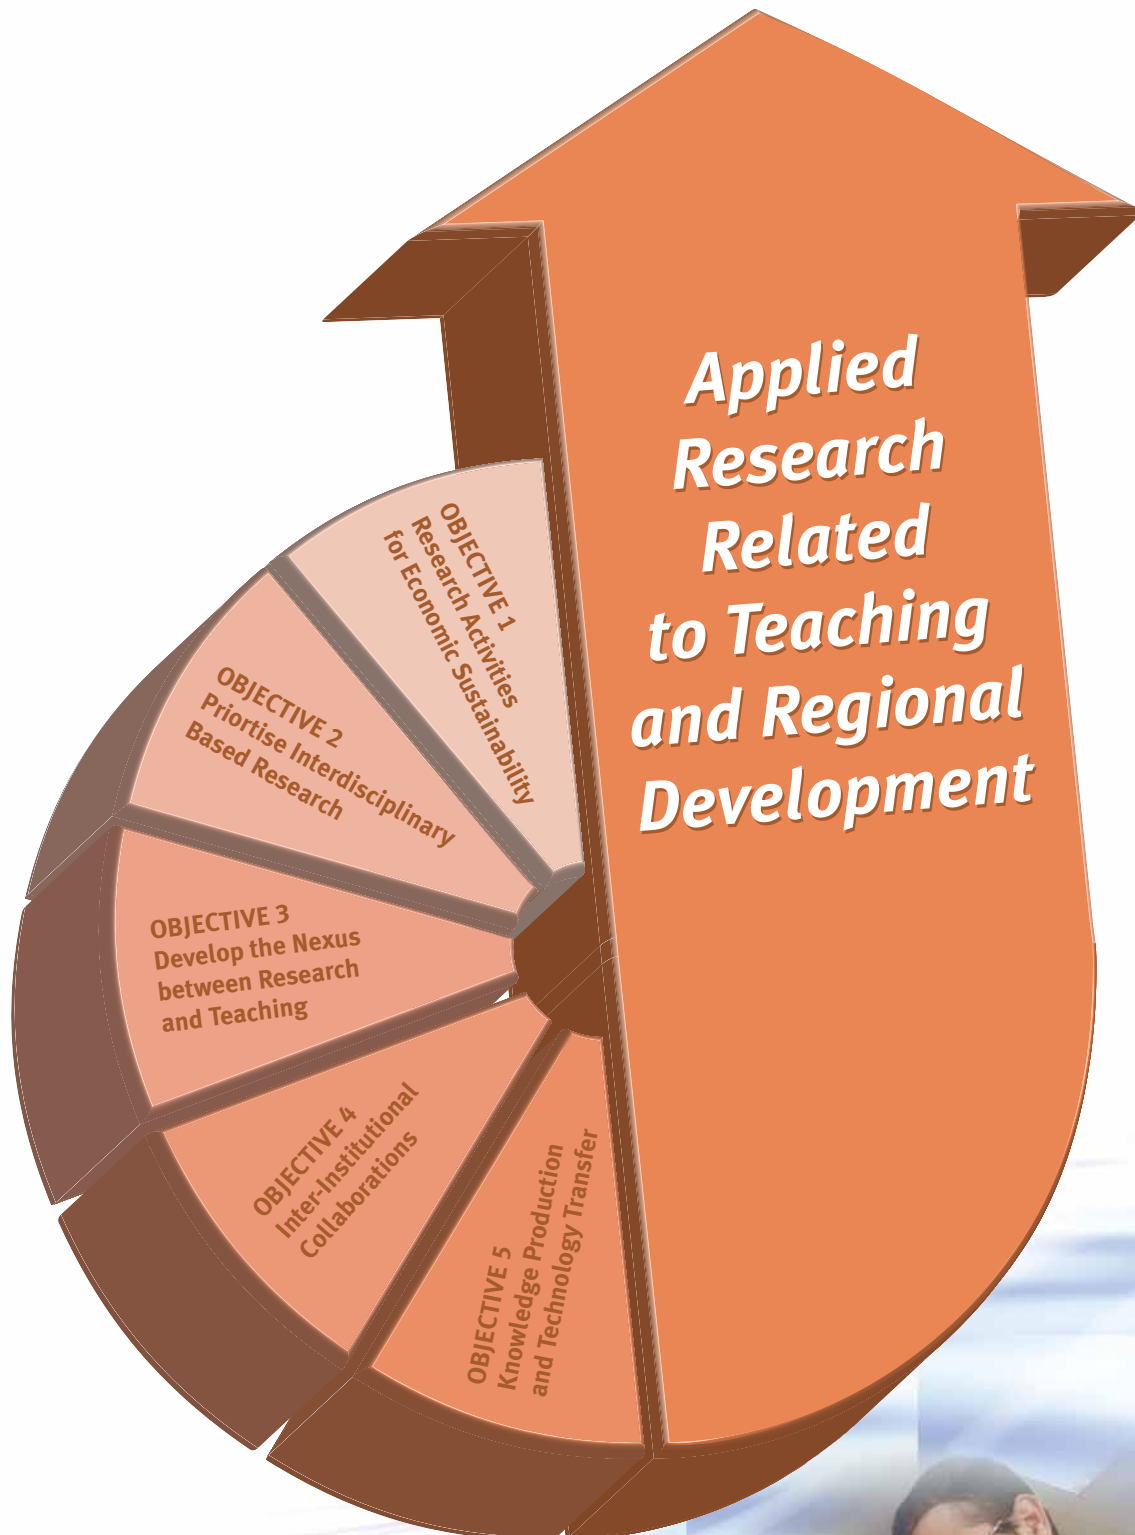 Applied
Research
Related
to Teaching
and Regional
Development
OBJECTIVE 1
Research Activities
for Economic Sustainability
OBJECTIVE 2
Priortise Interdisciplinary
Based Research
OBJECTIVE 3
Develop the Nexus
between Research
and Teaching
OBJECTIVE 4
Inter-Institutional
Collaborations
OBJECTIVE 5
Knowledge Production
and Technology Transfer